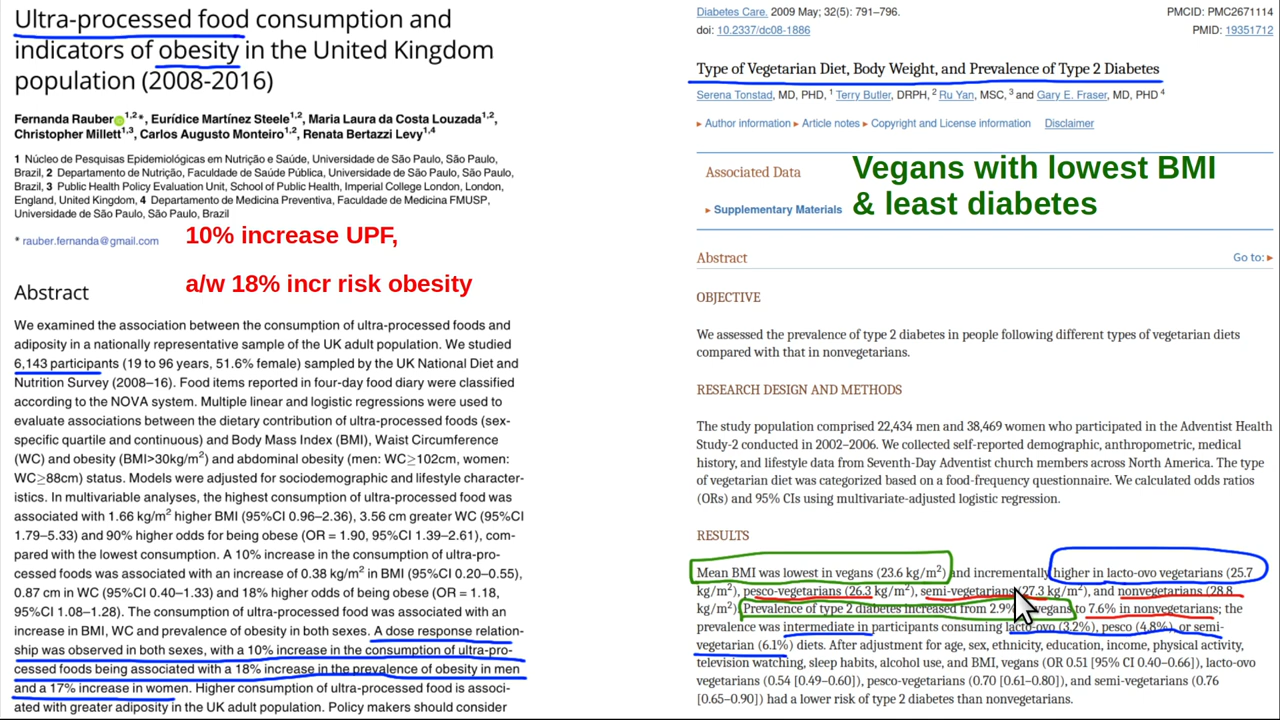 Ultra-processed food consumption and
indicators of obesity in the United Kingdom
population (2008-2016)
Fernanda Rauber 1,2*, Eurídice Martínez Steele1,2, Maria Laura da Costa Louzada1,2,
Christopher Millett1,3, Carlos Augusto Monteiro1,2, Renata Bertazzi Levy1,4
1 Núcleo de Pesquisas Epidemiológicas em Nutrição e Saúde, Universidade de São Paulo, São Paulo,
Brazil, 2 Departamento de Nutrição, Faculdade de Saúde Pública, Universidade de São Paulo, São Paulo,
Brazil, 3 Public Health Policy Evaluation Unit, School of Public Health, Imperial College London, London,
England, United Kingdom, 4 Departamento de Medicina Preventiva, Faculdade de Medicina FMUSP,
Universidade de São Paulo, São Paulo, Brazil
* rauber.fernanda@gmail.com
10% increase UPF,
a/w 18% incr risk obesity
Abstract
We examined the association between the consumption of ultra-processed foods and
adiposity in a nationally representative sample of the UK adult population. We studied
6,143 participants (19 to 96 years, 51.6% female) sampled by the UK National Diet and
Nutrition Survey (2008–16). Food items reported in four-day food diary were classified
according to the NOVA system. Multiple linear and logistic regressions were used to
evaluate associations between the dietary contribution of ultra-processed foods (sex-
specific quartile and continuous) and Body Mass Index (BMI), Waist Circumference
(WC) and obesity (BMI>30kg/m2) and abdominal obesity (men: WC≥102cm, women:
WC≥88cm) status. Models were adjusted for sociodemographic and lifestyle character-
istics. In multivariable analyses, the highest consumption of ultra-processed food was
associated with 1.66 kg/m2 higher BMI (95%CI 0.96–2.36), 3.56 cm greater WC (95%CI
1.79–5.33) and 90% higher odds for being obese (OR = 1.90, 95%CI 1.39–2.61), com-
pared with the lowest consumption. A 10% increase in the consumption of ultra-pro-
cessed foods was associated with an increase of 0.38 kg/m2 in BMI (95%CI 0.20–0.55),
0.87 cm in WC (95%CI 0.40–1.33) and 18% higher odds of being obese (OR = 1.18,
95%CI 1.08–1.28). The consumption of ultra-processed food was associated with
increase in BMI, WC and prevalence of obesity in both sexes. A dose response relation-
ship was observed in both sexes, with a 10% increase in the consumption of ultra-pro-
cessed foods being associated with a 18% increase in the prevalence of obesity in men
and a 17% increase in women. Higher consumption of ultra-processed food is associ-
ated with greater adiposity in the UK adult population. Policy makers should consider
Diabetes Care. 2009 May; 32(5): 791–796.
doi: 10.2337/dc08-1886
PMCID: PMC2671114
PMID: 19351712
Type of Vegetarian Diet, Body Weight, and Prevalence of Type 2 Diabetes
Serena Tonstad, MD, PHD, 1 Terry Butler, DRPH, 2 Ru Yan, MSC, 3 and Gary E. Fraser, MD, PHD 4
▸ Author information ▸ Article notes ▸ Copyright and License information Disclaimer
Associated Data
▸ Supplementary Materials
Vegans with lowest BMI
& least diabetes
Abstract
Go to: ▸
OBJECTIVE
We assessed the prevalence of type 2 diabetes in people following different types of vegetarian diets
compared with that in nonvegetarians.
RESEARCH DESIGN AND METHODS
The study population comprised 22,434 men and 38,469 women who participated in the Adventist Health
Study-2 conducted in 2002–2006. We collected self-reported demographic, anthropometric, medical
history, and lifestyle data from Seventh-Day Adventist church members across North America. The type
of vegetarian diet was categorized based on a food-frequency questionnaire. We calculated odds ratios
(ORs) and 95% CIs using multivariate-adjusted logistic regression.
RESULTS
Mean BMI was lowest in vegans (23.6 kg/m2) and incrementally higher in lacto-ovo vegetarians (25.7
kg/m2), pesco-vegetarians (26.3 kg/m2), semi-vegetarians (27.3 kg/m2), and nonvegetarians (28.8
kg/m2). Prevalence of type 2 diabetes increased from 2.9% vegans to 7.6% in nonvegetarians; the
prevalence was intermediate in participants consuming lacto-ovo (3.2%), pesco (4.8%), or semi-
vegetarian (6.1%) diets. After adjustment for age, sex, ethnicity, education, income, physical activity,
television watching, sleep habits, alcohol use, and BMI, vegans (OR 0.51 [95% CI 0.40–0.66]), lacto-ovo
vegetarians (0.54 [0.49–0.60]), pesco-vegetarians (0.70 [0.61–0.80]), and semi-vegetarians (0.76
[0.65–0.90]) had a lower risk of type 2 diabetes than nonvegetarians.